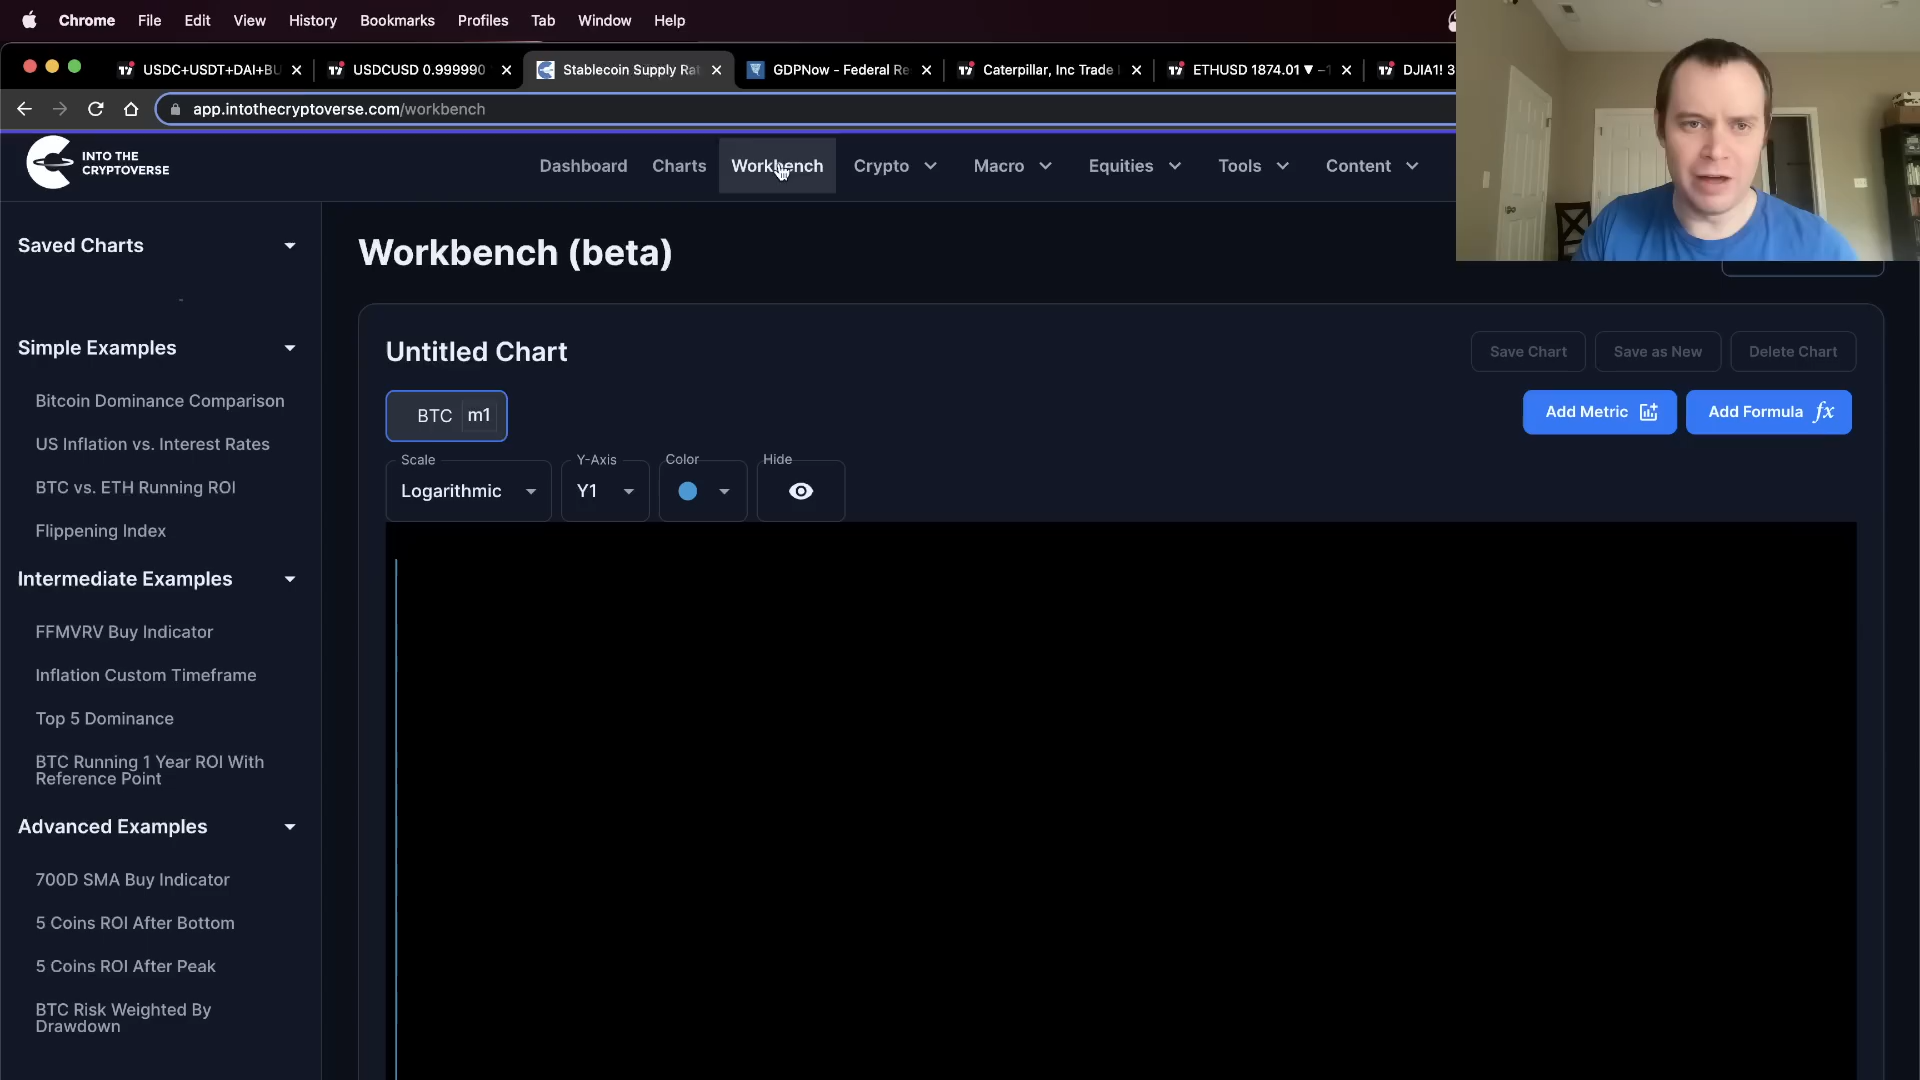 Chrome File Edit View History Bookmarks Profiles Tab Window Help
USDC+USDT+DAI+BU USDCUSD 0.999990 Stablecoin Supply Ra GDPNow - Federal Re Caterpillar, Inc Trade ETHUSD 1874.01 ▼ −1 DJIA1! 3
app.intothecryptoverse.com/workbench
INTO THE
CRYPTOVERSE
Dashboard Charts Workbench Crypto Macro Equities Tools Content
Saved Charts
-
Simple Examples
Bitcoin Dominance Comparison
US Inflation vs. Interest Rates
BTC vs. ETH Running ROI
Flippening Index
Intermediate Examples
FFMVRV Buy Indicator
Inflation Custom Timeframe
Top 5 Dominance
BTC Running 1 Year ROI With
Reference Point
Advanced Examples
700D SMA Buy Indicator
5 Coins ROI After Bottom
5 Coins ROI After Peak
BTC Risk Weighted By
Drawdown
Workbench (beta)
Untitled Chart
Save Chart Save as New Delete Chart
BTC m1
Add Metric Add Formula fx
Scale Y-Axis Color Hide
Logarithmic Y1